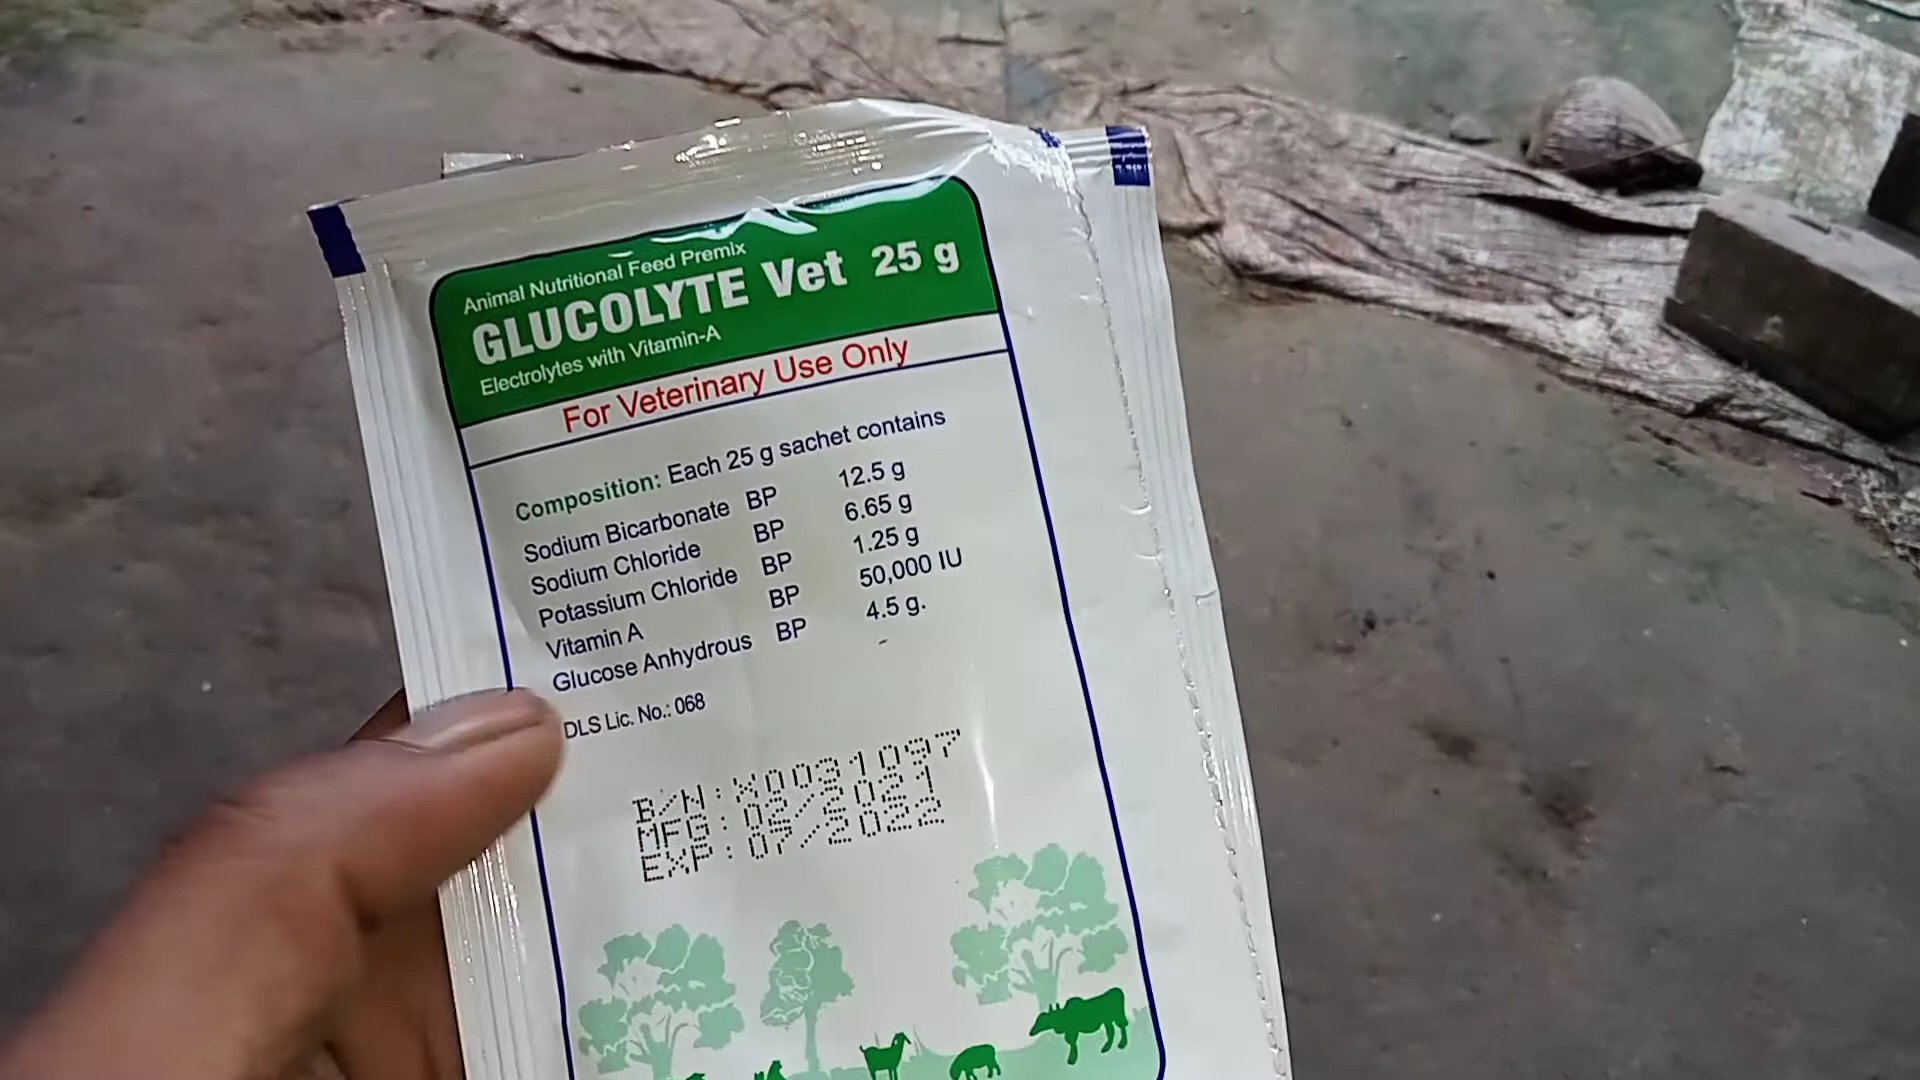 Animal Nutritional Feed Premix
GLUCOLYTE Vet 25 g
Electrolytes with Vitamin-A
For Veterinary Use Only
Composition: Each 25 g sachet contains
Sodium Bicarbonate BP 12.5 g
Sodium Chloride BP 6.65 g
Potassium Chloride BP 1.25 g
Vitamin A BP 50,000 IU
Glucose Anhydrous BP 4.5 g.
DLS Lic. No.: 068
B/N: X0031097
MFG: 02/2021
EXP: 07/2022